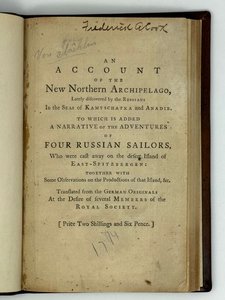 Frederick A Cook
Von Stæhlin
AN
ACCOUNT
OF THE
New Northern ARCHIPELAGO,
Lately discovered by the RUSSIANS
In the SEAS of KAMTSCHATKA and ANADIR.
TO WHICH IS ADDED
A NARRATIVE OF THE ADVENTURES
OF
FOUR RUSSIAN SAILORS,
Who were cast away on the desert Island of
EAST-SPITZBERGEN:
TOGETHER WITH
Some Observations on the Productions of that Island, &c.
Translated from the GERMAN ORIGINALS
At the Desire of several MEMBERS of the
ROYAL SOCIETY.
[ Price Two Shillings and Six Pence. ]